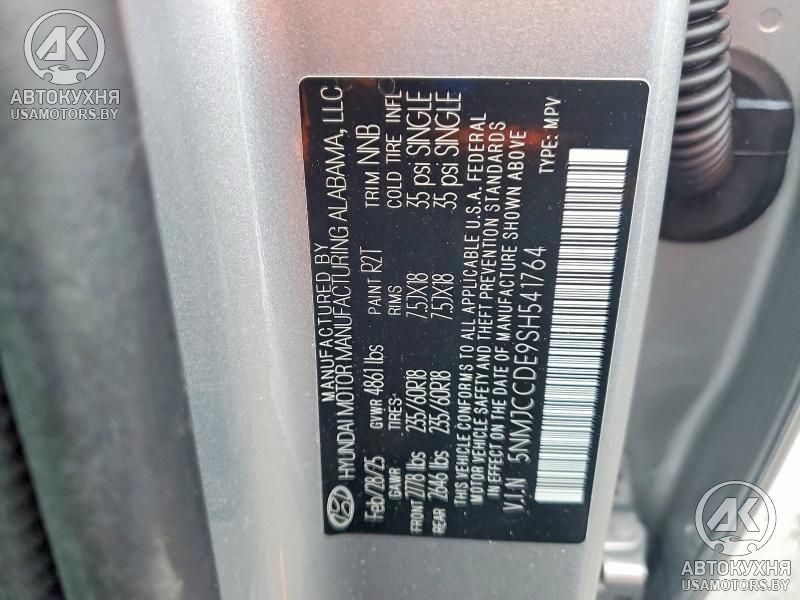 АК
АВТОКУХНЯ
USAMOTORS.BY
MANUFACTURED BY
HYUNDAI MOTOR MANUFACTURING ALABAMA, LLC
Feb/28/25 GVWR 4861 lbs PAINT R2T TRIM NNB
GAWR TIRES RIMS COLD TIRE INFL
FRONT 2778 lbs 235/60R18 7.5JX18 35 psi SINGLE
REAR 2646 lbs 235/60R18 7.5JX18 35 psi SINGLE
THIS VEHICLE CONFORMS TO ALL APPLICABLE U.S.A. FEDERAL
MOTOR VEHICLE SAFETY AND THEFT PREVENTION STANDARDS
IN EFFECT ON THE DATE OF MANUFACTURE SHOWN ABOVE
V.I.N 5NMJCCDE9SH541764 TYPE: MPV
АК
АВТОКУХНЯ
USAMOTORS.BY